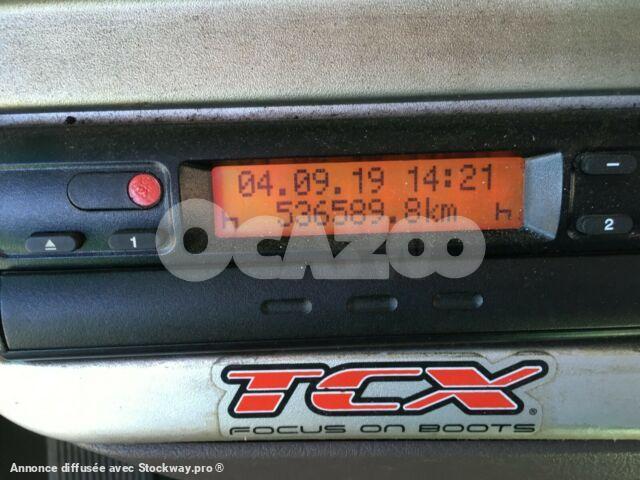 04.09.19 14:21
536589.8km
1
2
OCAZOO
TCX®
FOCUS ON BOOTS
Annonce diffusée avec Stockway.pro®